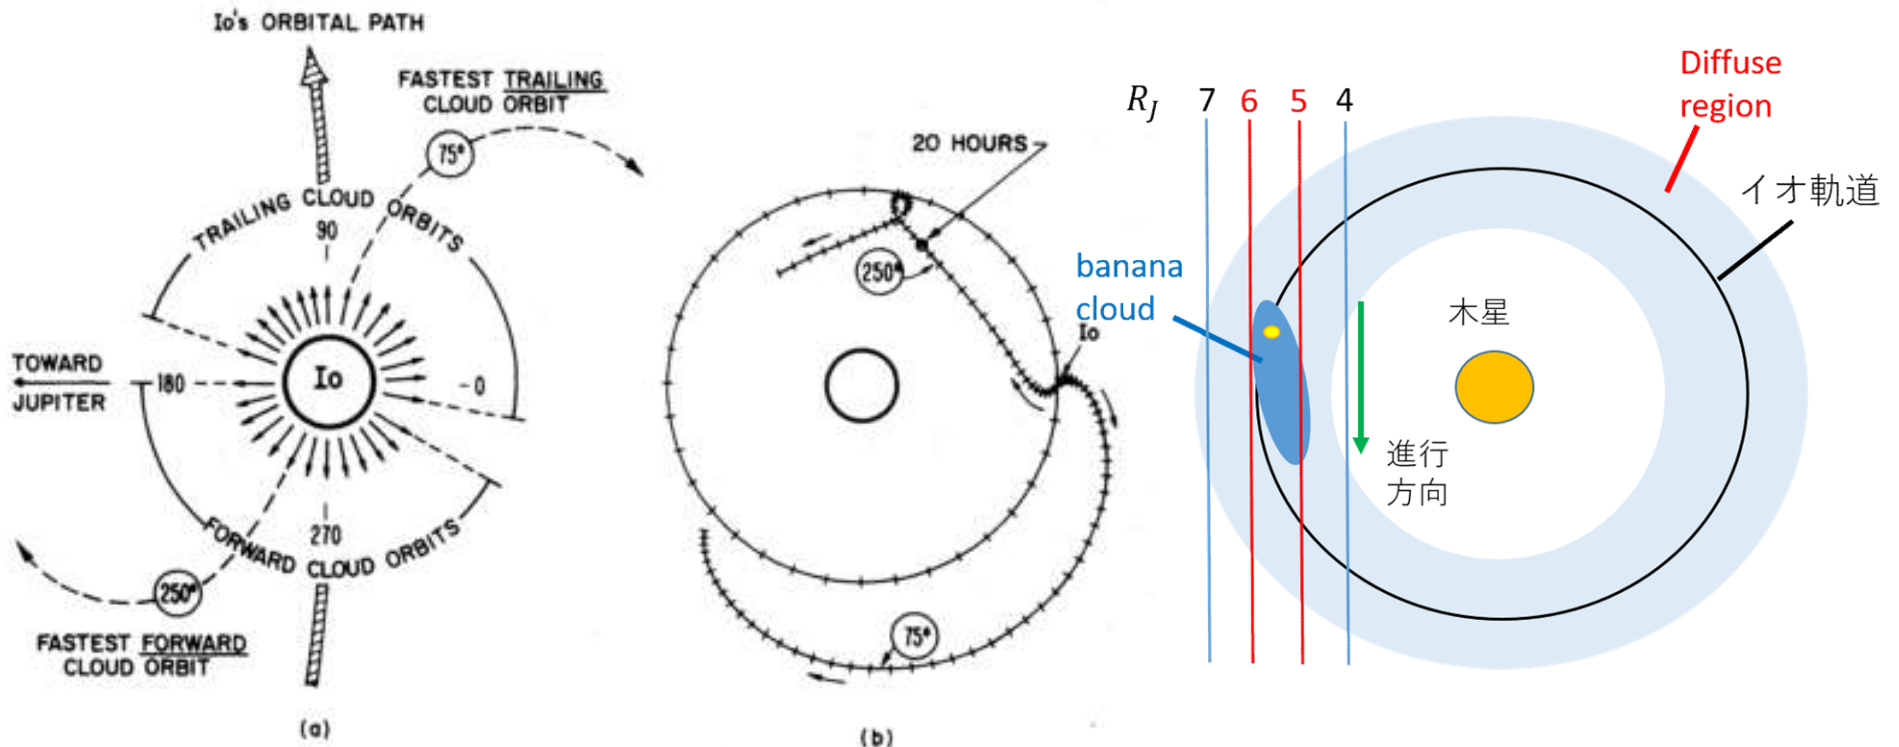 Io's ORBITAL PATH
FASTEST TRAILING
CLOUD ORBIT
75°
TRAILING CLOUD ORBITS
90
TOWARD
JUPITER
180
Io
-0
270
FORWARD CLOUD ORBITS
250°
FASTEST FORWARD
CLOUD ORBIT
(a)
20 HOURS
250°
Io
75°
(b)
R_J 7 6 5 4
Diffuse
region
イオ軌道
banana
cloud
木星
進行
方向